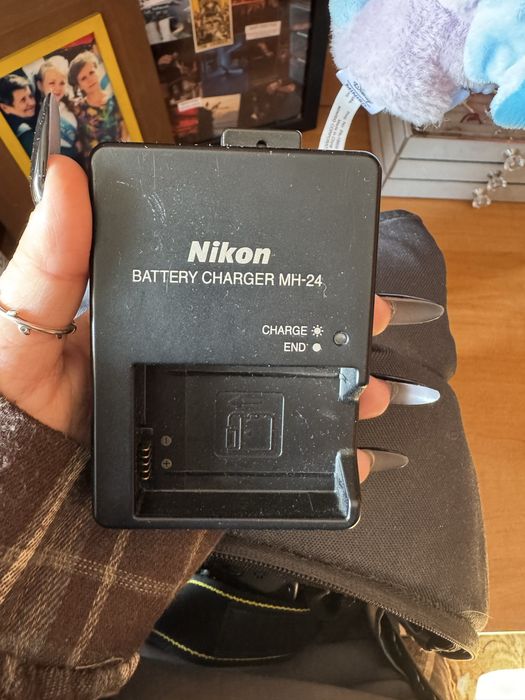 Nikon
BATTERY CHARGER MH-24
CHARGE
END
- 
+